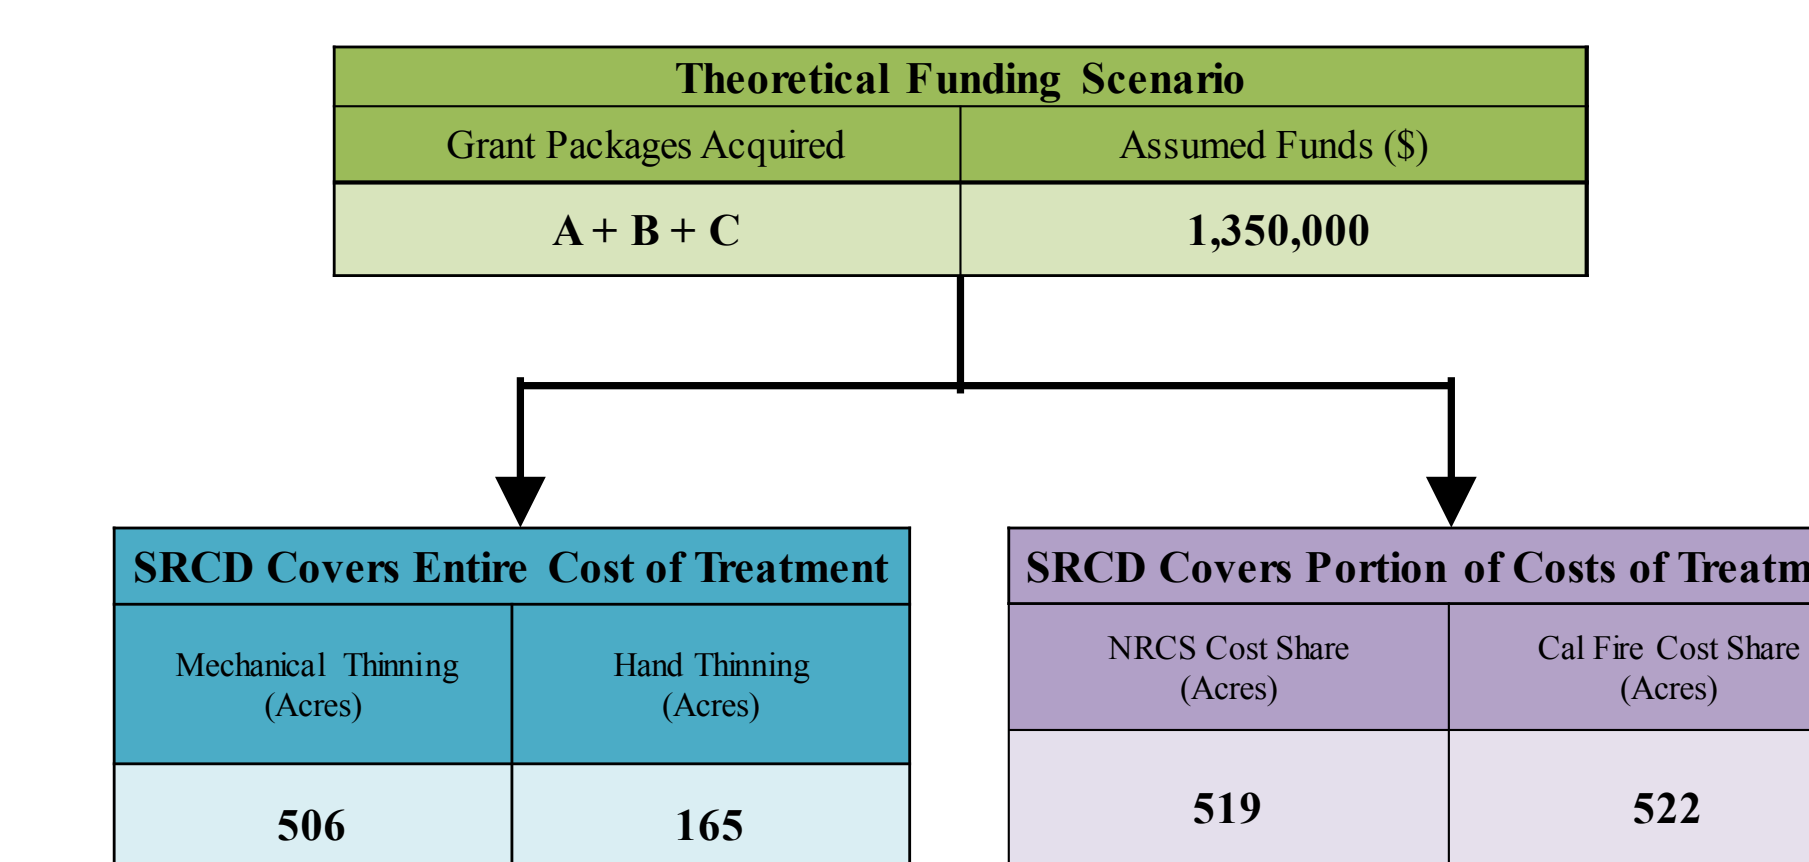 Theoretical Funding Scenario
Grant Packages Acquired
Assumed Funds ($)
A + B + C
1,350,000
SRCD Covers Entire Cost of Treatment
Mechanical Thinning
(Acres)
Hand Thinning
(Acres)
506
165
SRCD Covers Portion of Costs of Treatm
NRCS Cost Share
(Acres)
Cal Fire Cost Share
(Acres)
519
522